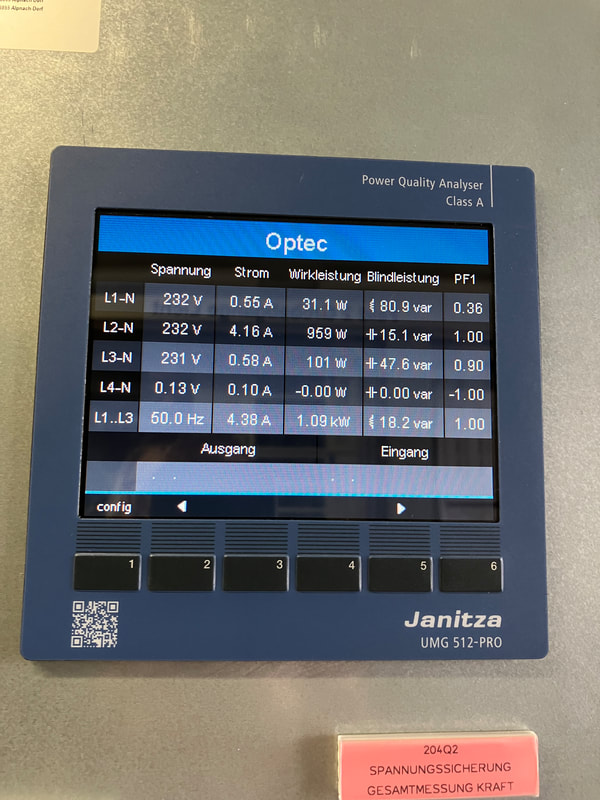 6055 Alpnach Dorf
Power Quality Analyser
Class A
Optec
Spannung Strom Wirkleistung Blindleistung PF1
L1-N 232 V 0.55 A 31.1 W 80.9 var 0.36
L2-N 232 V 4.16 A 959 W 15.1 var 1.00
L3-N 231 V 0.58 A 101 W 47.6 var 0.90
L4-N 0.13 V 0.10 A -0.00 W 0.00 var -1.00
L1..L3 50.0 Hz 4.38 A 1.09 kW 18.2 var 1.00
Ausgang Eingang
config
1 2 3 4 5 6
Janitza
UMG 512-PRO
204Q2
SPANNUNGSSICHERUNG
GESAMTMESSUNG KRAFT